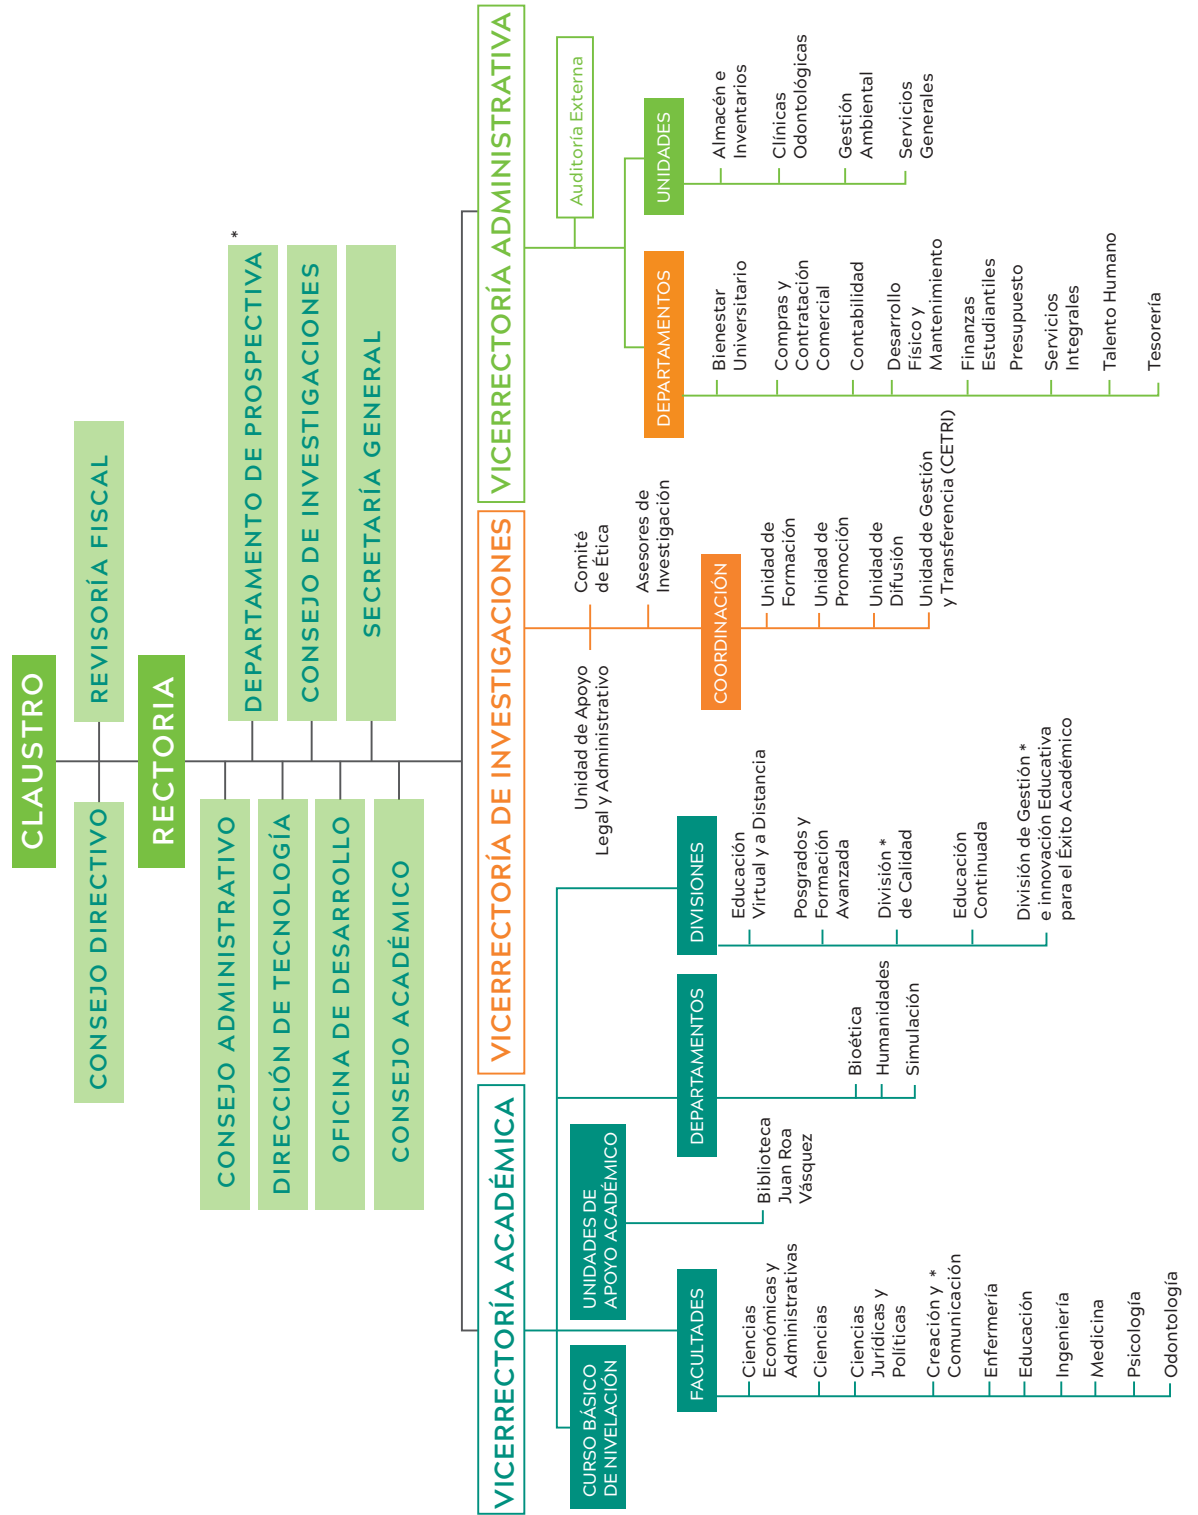 CLAUSTRO
CONSEJO DIRECTIVO
REVISORÍA FISCAL
RECTORIA
CONSEJO ADMINISTRATIVO
DIRECCIÓN DE TECNOLOGÍA
OFICINA DE DESARROLLO
CONSEJO ACADÉMICO
DEPARTAMENTO DE PROSPECTIVA *
CONSEJO DE INVESTIGACIONES
SECRETARÍA GENERAL
VICERRECTORÍA ACADÉMICA
CURSO BÁSICO
DE NIVELACIÓN
UNIDADES DE
APOYO ACADÉMICO
Biblioteca
Juan Roa
Vásquez
FACULTADES
Ciencias
Económicas y
Administrativas
Ciencias
Ciencias
Jurídicas y
Políticas
Creación y *
Comunicación
Enfermería
Educación
Ingeniería
Medicina
Psicología
Odontología
DEPARTAMENTOS
Bioética
Humanidades
Simulación
DIVISIONES
Educación
Virtual y a Distancia
Posgrados y
Formación
Avanzada
División *
de Calidad
Educación
Continuada
División de Gestión *
e innovación Educativa
para el Éxito Académico
VICERRECTORÍA DE INVESTIGACIONES
Unidad de Apoyo
Legal y Administrativo
Comité
de Ética
Asesores de
Investigación
COORDINACIÓN
Unidad de
Formación
Unidad de
Promoción
Unidad de
Difusión
Unidad de Gestión
y Transferencia (CETRI)
VICERRECTORÍA ADMINISTRATIVA
Auditoría Externa
DEPARTAMENTOS
Bienestar
Universitario
Compras y
Contratación
Comercial
Contabilidad
Desarrollo
Físico y
Mantenimiento
Finanzas
Estudiantiles
Presupuesto
Servicios
Integrales
Talento Humano
Tesorería
UNIDADES
Almacén e
Inventarios
Clínicas
Odontológicas
Gestión
Ambiental
Servicios
Generales